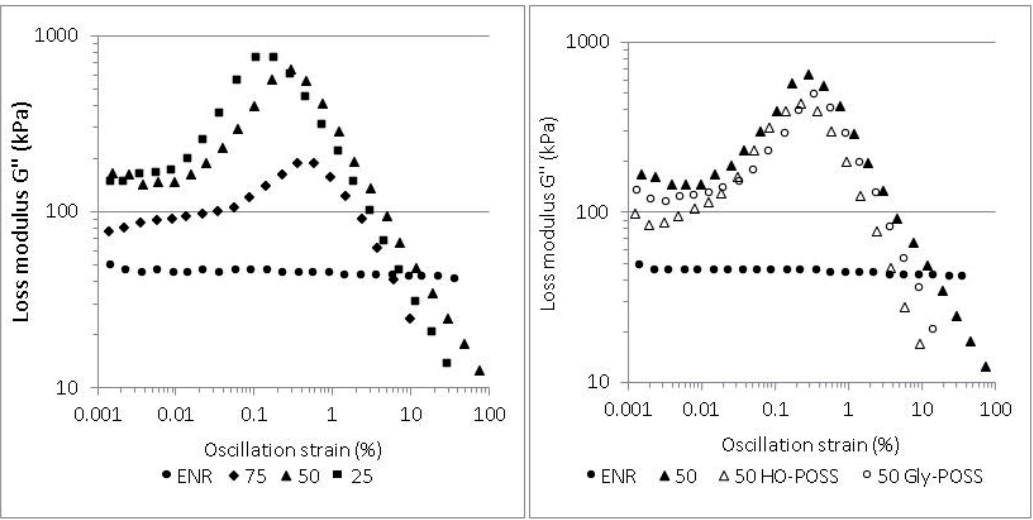 1000
100
10
Loss modulus G" (kPa)
0.001 0.01 0.1 1 10 100
Oscillation strain (%)
● ENR ◆ 75 ▲ 50 ■ 25
1000
100
10
Loss modulus G" (kPa)
0.001 0.01 0.1 1 10 100
Oscillation strain (%)
● ENR ▲ 50 △ 50 HO-POSS ○ 50 Gly-POSS